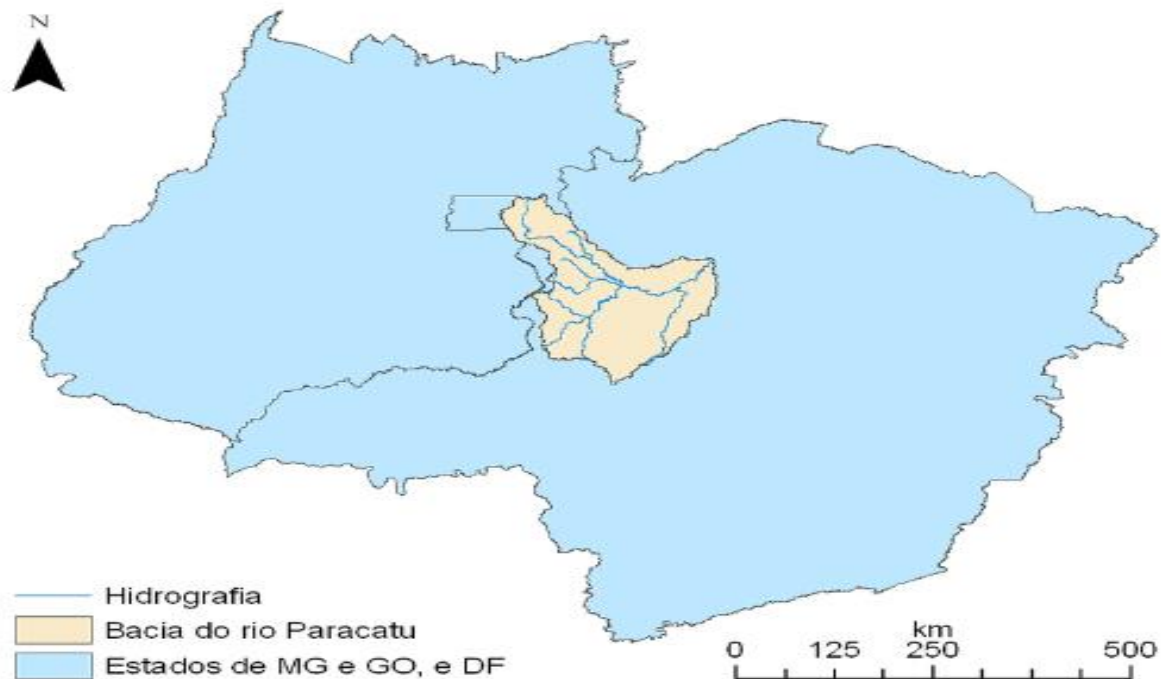 N
Hidrografia
Bacia do rio Paracatu
Estados de MG e GO, e DF
km
0 125 250 500